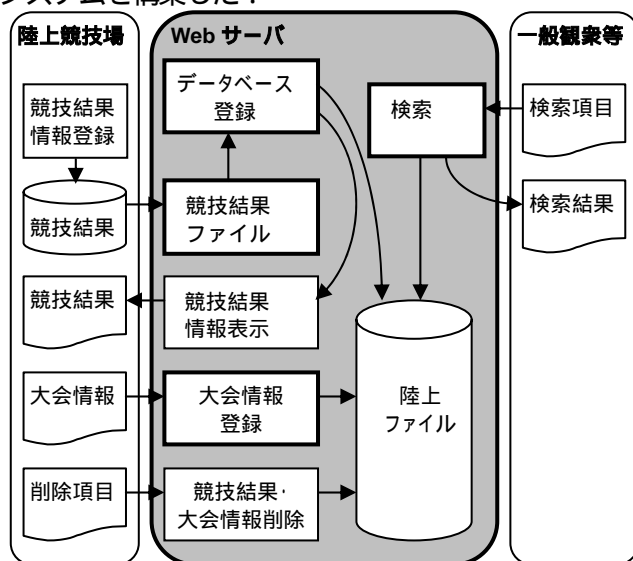 システムを構築した.
陸上競技場
Web サーバ
一般観衆等
競技結果
情報登録
競技結果
競技結果
大会情報
削除項目
データベース
登録
競技結果
ファイル
競技結果
情報表示
大会情報
登録
競技結果・
大会情報削除
検索
陸上
ファイル
検索項目
検索結果